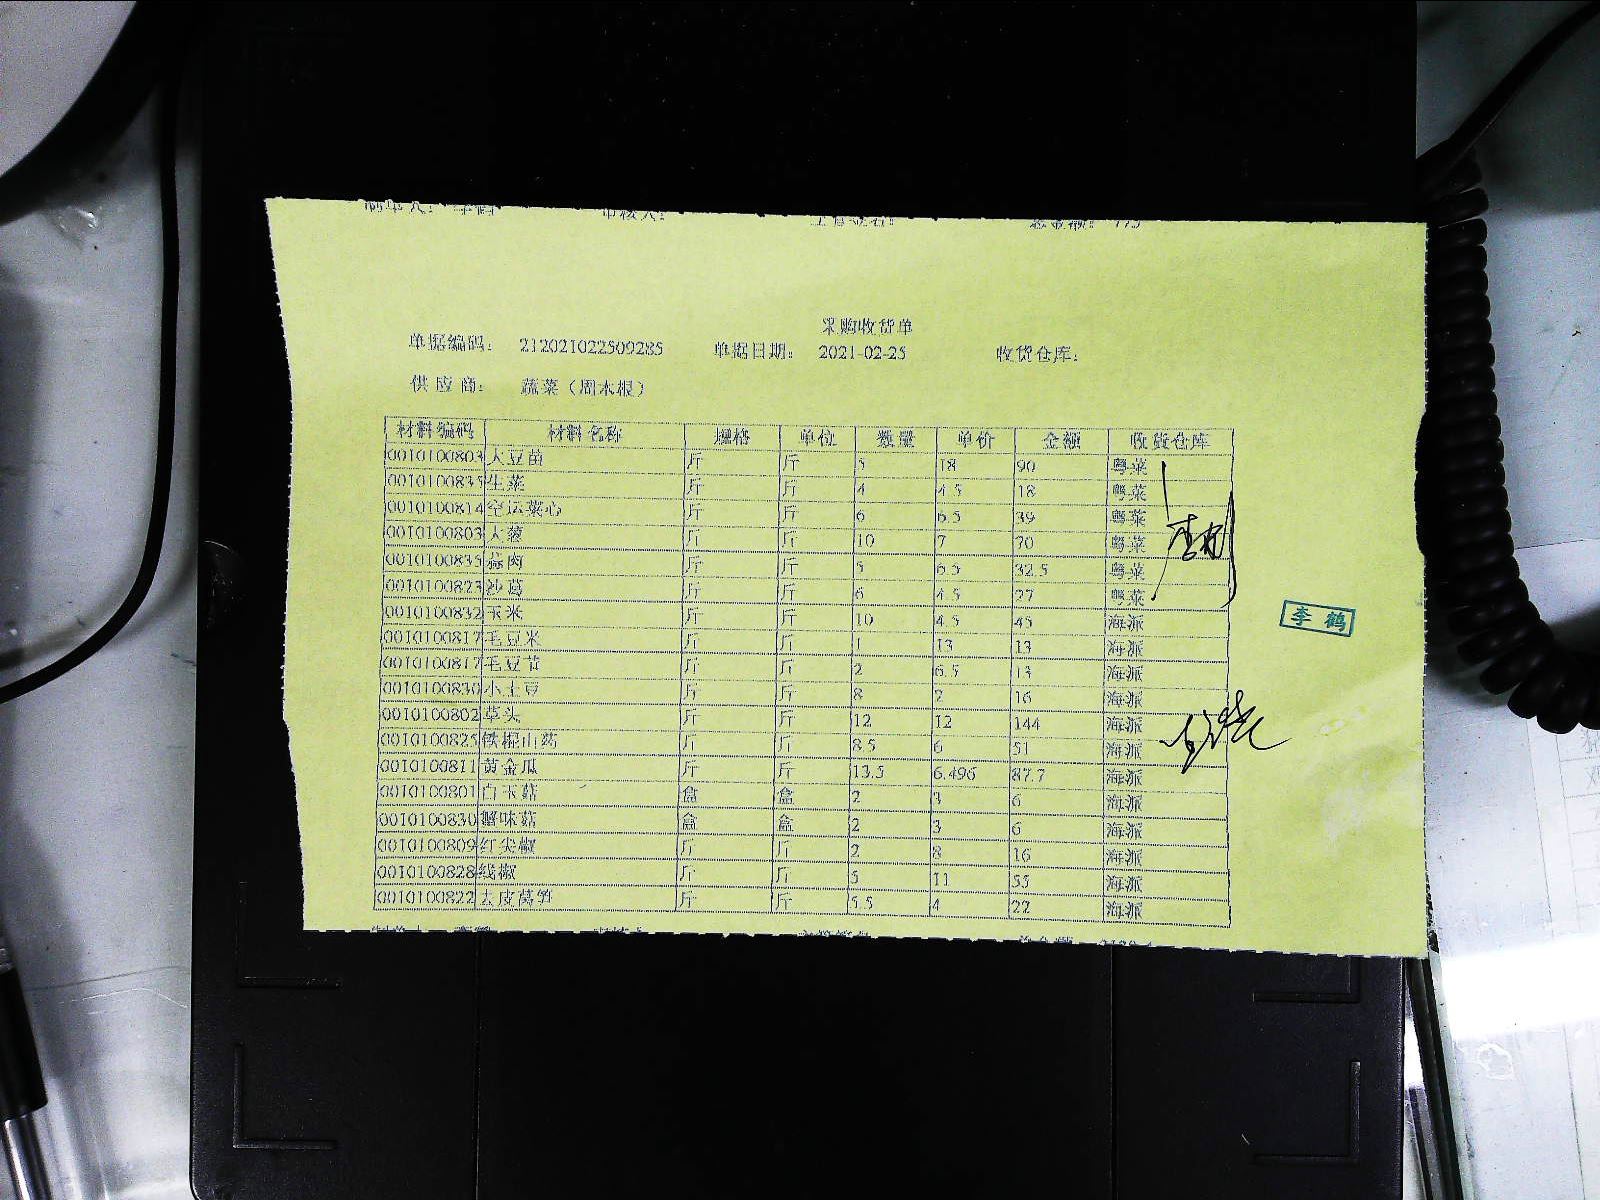 采购收货单
单据编码： 212021022509285 单据日期： 2021-02-25 收货仓库：
供应商： 蔬菜（周木根）
材料编码 材料名称 规格 单位 数量 单价 金额 收货仓库
0010100803 大豆苗 斤 斤 5 18 90 粤菜
0010100835 生菜 斤 斤 4 4.5 18 粤菜
0010100814 空运菜心 斤 斤 6 6.5 39 粤菜
0010100803 大葱 斤 斤 10 7 70 粤菜
0010100835 蒜肉 斤 斤 5 6.5 32.5 粤菜
0010100823 沙葛 斤 斤 6 4.5 27 粤菜
0010100832 玉米 斤 斤 10 4.5 45 海派
0010100817 毛豆米 斤 斤 1 13 13 海派
0010100817 毛豆节 斤 斤 2 6.5 13 海派
0010100830 小土豆 斤 斤 8 2 16 海派
0010100802 草头 斤 斤 12 12 144 海派
0010100825 铁棍山药 斤 斤 8.5 6 51 海派
0010100811 黄金瓜 斤 斤 13.5 6.496 87.7 海派
0010100801 白玉菇 盒 盒 2 3 6 海派
0010100830 蟹味菇 盒 盒 2 3 6 海派
0010100809 红尖椒 斤 斤 2 8 16 海派
0010100828 线椒 斤 斤 5 11 55 海派
0010100822 去皮莴笋 斤 斤 5.5 4 22 海派
李鹤